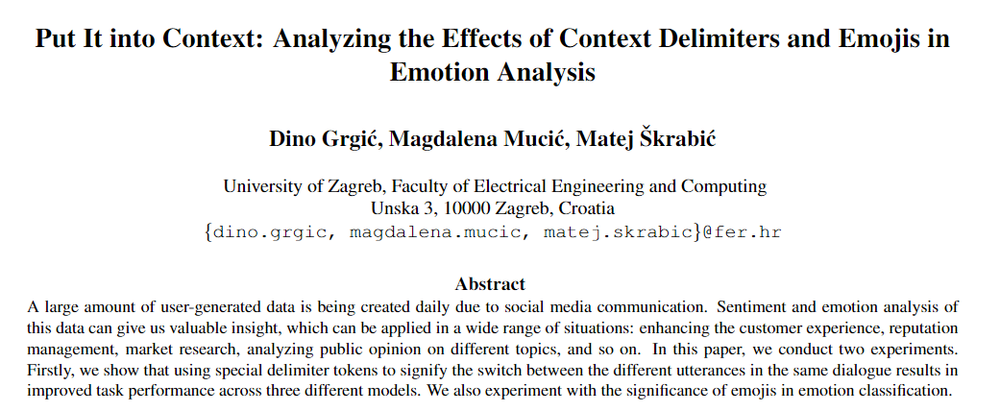 Put It into Context: Analyzing the Effects of Context Delimiters and Emojis in
Emotion Analysis
Dino Grgić, Magdalena Mucić, Matej Škrabić
University of Zagreb, Faculty of Electrical Engineering and Computing
Unska 3, 10000 Zagreb, Croatia
{dino.grgic, magdalena.mucic, matej.skrabic}@fer.hr
Abstract
A large amount of user-generated data is being created daily due to social media communication. Sentiment and emotion analysis of
this data can give us valuable insight, which can be applied in a wide range of situations: enhancing the customer experience, reputation
management, market research, analyzing public opinion on different topics, and so on. In this paper, we conduct two experiments.
Firstly, we show that using special delimiter tokens to signify the switch between the different utterances in the same dialogue results in
improved task performance across three different models. We also experiment with the significance of emojis in emotion classification.